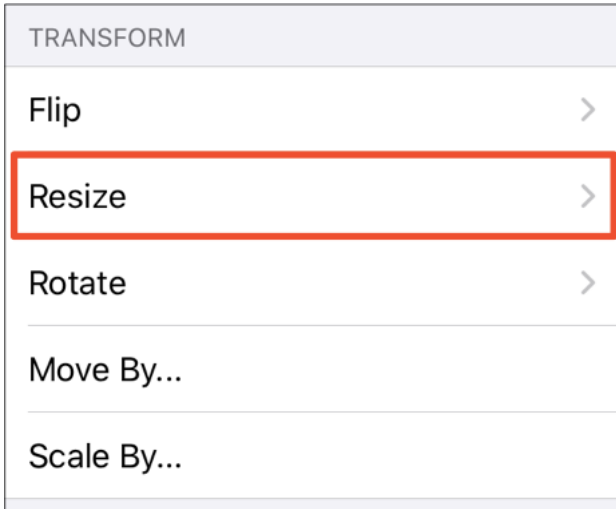 TRANSFORM
Flip
Resize
Rotate
Move By...
Scale By...